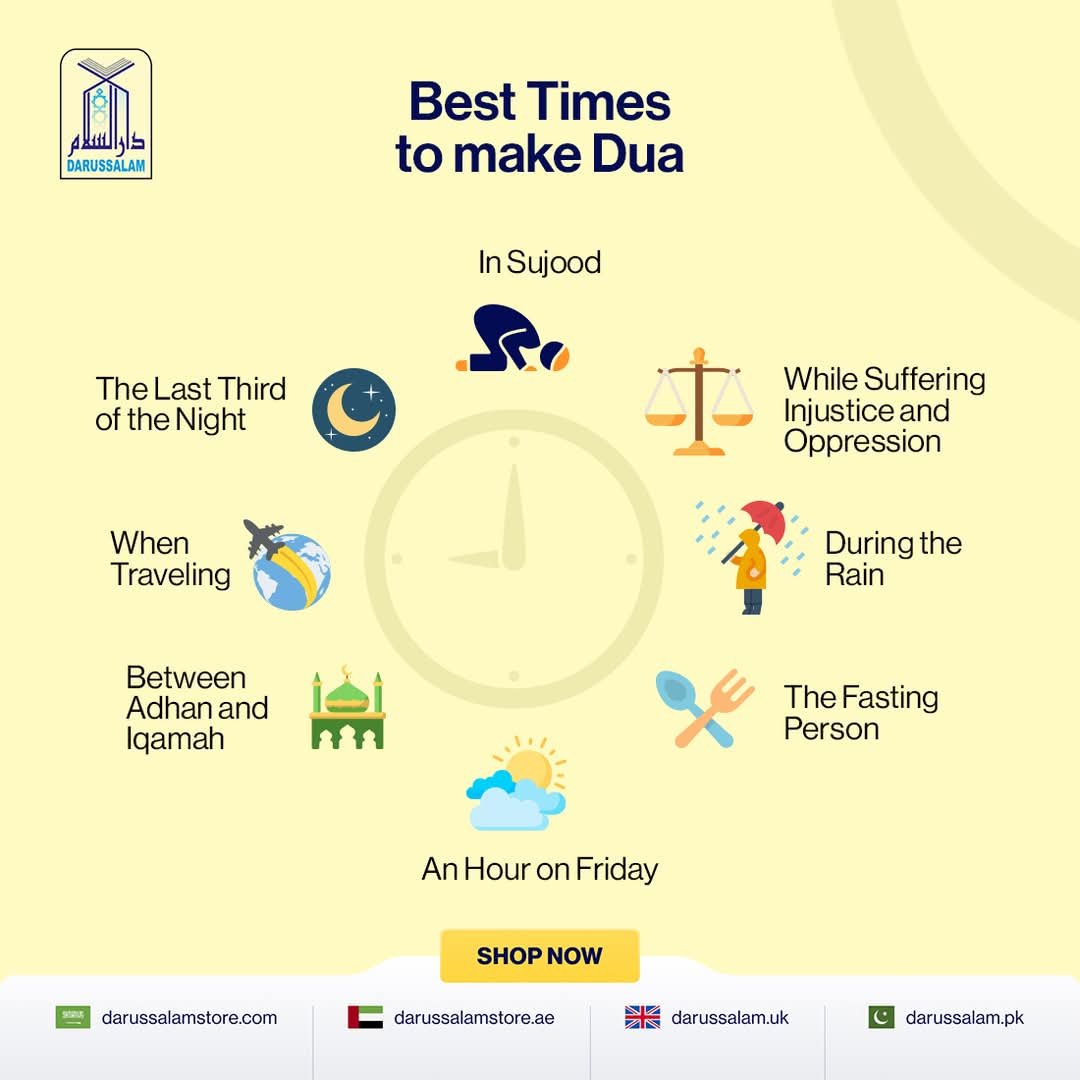 دارالسلام
DARUSSALAM
Best Times
to make Dua
In Sujood
The Last Third
of the Night
While Suffering
Injustice and
Oppression
When
Traveling
During the
Rain
Between
Adhan and
Iqamah
The Fasting
Person
An Hour on Friday
SHOP NOW
darussalamstore.com
darussalamstore.ae
darussalam.uk
darussalam.pk